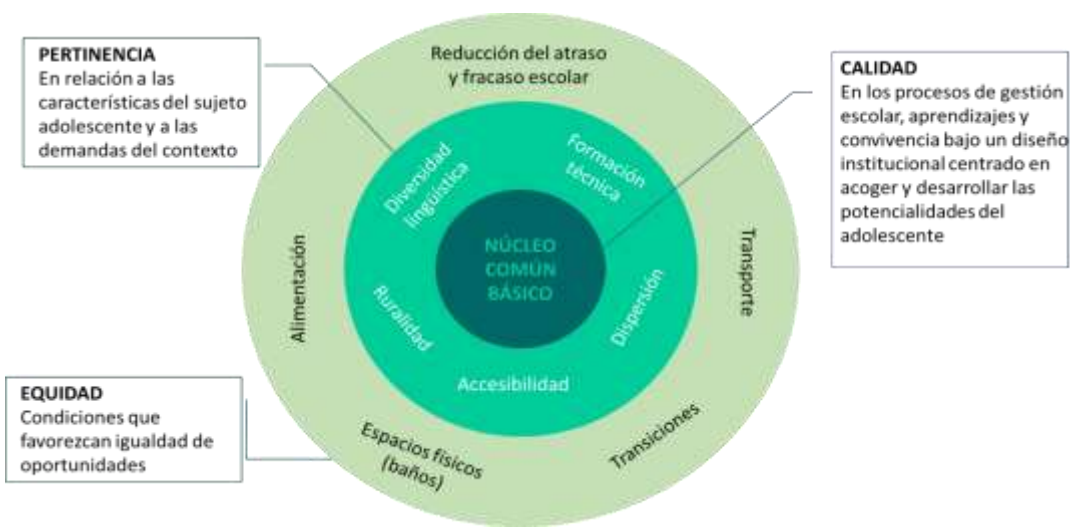 PERTINENCIA
En relación a las
características del sujeto
adolescente y a las
demandas del contexto
Reducción del atraso
y fracaso escolar
CALIDAD
En los procesos de gestión
escolar, aprendizajes y
convivencia bajo un diseño
institucional centrado en
acoger y desarrollar las
potencialidades del
adolescente
Diversidad
lingüística
Formación
técnica
NÚCLEO
COMÚN
BÁSICO
Alimentación
Transporte
Ruralidad
Dispersión
Accesibilidad
EQUIDAD
Condiciones que
favorezcan igualdad de
oportunidades
Espacios físicos
(baños)
Transiciones